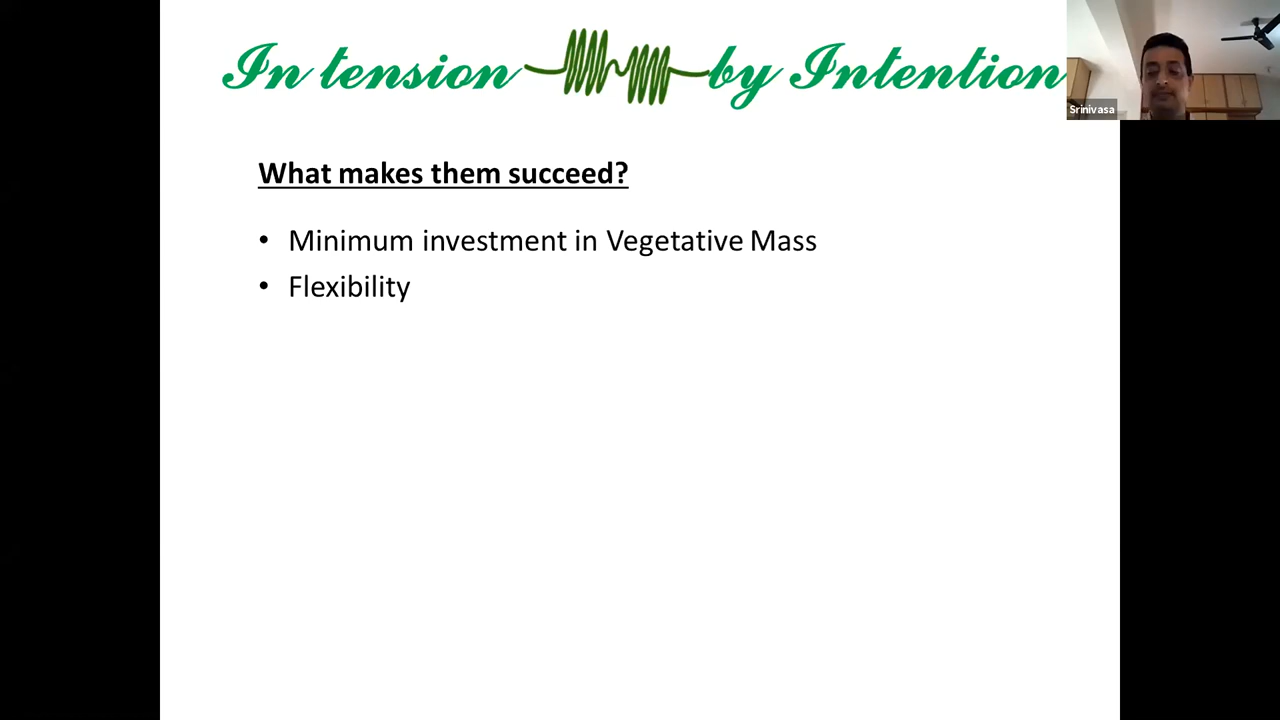 In tension by Intention
Srinivasa
What makes them succeed?
• Minimum investment in Vegetative Mass
• Flexibility